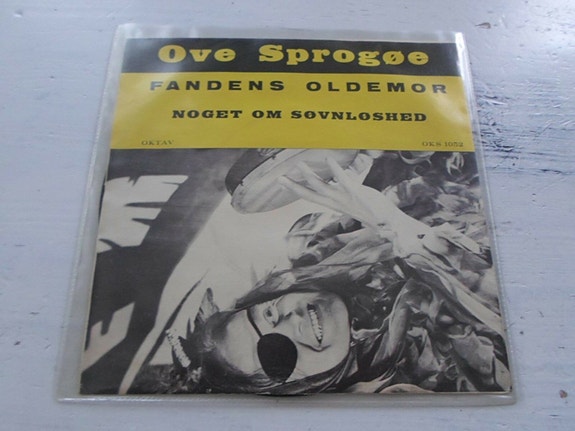 Ove Sprogøe
FANDENS OLDEMOR
NOGET OM SØVNLØSHED
OKTAV OKS 1052